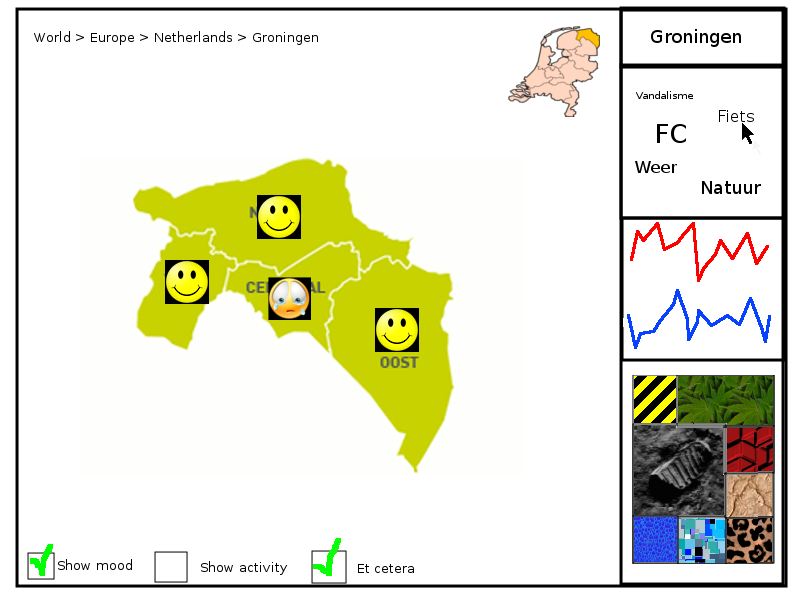 World > Europe > Netherlands > Groningen
Groningen
Vandalisme
Fiets
FC
Weer
Natuur
N
CE AL
OOST
Show mood
Show activity
Et cetera